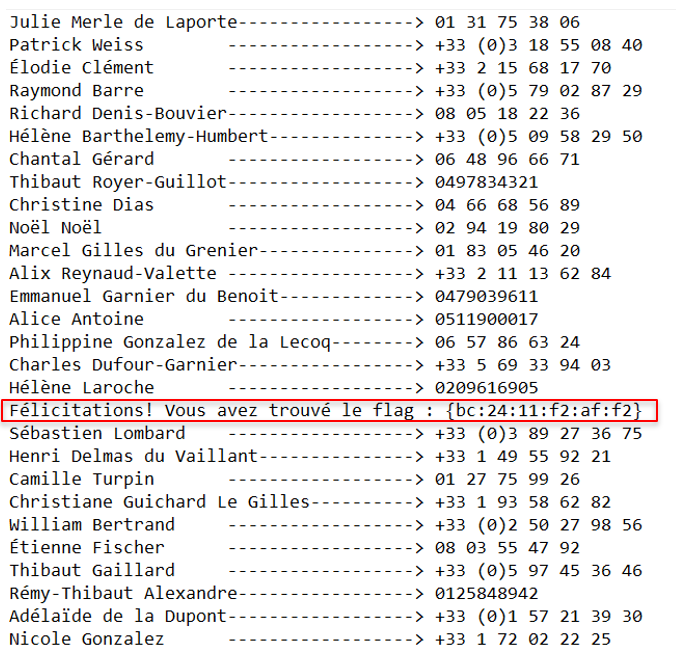 Julie Merle de Laporte-----------------> 01 31 75 38 06
Patrick Weiss        ------------------> +33 (0)3 18 55 08 40
Élodie Clément       ------------------> +33 2 15 68 17 70
Raymond Barre        ------------------> +33 (0)5 79 02 87 29
Richard Denis-Bouvier------------------> 08 05 18 22 36
Hélène Barthelemy-Humbert--------------> +33 (0)5 09 58 29 50
Chantal Gérard       ------------------> 06 48 96 66 71
Thibaut Royer-Guillot------------------> 0497834321
Christine Dias       ------------------> 04 66 68 56 89
Noël Noël            ------------------> 02 94 19 80 29
Marcel Gilles du Grenier---------------> 01 83 05 46 20
Alix Reynaud-Valette ------------------> +33 2 11 13 62 84
Emmanuel Garnier du Benoit-------------> 0479039611
Alice Antoine        ------------------> 0511900017
Philippine Gonzalez de la Lecoq--------> 06 57 86 63 24
Charles Dufour-Garnier-----------------> +33 5 69 33 94 03
Hélène Laroche       ------------------> 0209616905
Félicitations! Vous avez trouvé le flag : {bc:24:11:f2:af:f2}
Sébastien Lombard    ------------------> +33 (0)3 89 27 36 75
Henri Delmas du Vaillant---------------> +33 1 49 55 92 21
Camille Turpin       ------------------> 01 27 75 99 26
Christiane Guichard Le Gilles----------> +33 1 93 58 62 82
William Bertrand     ------------------> +33 (0)2 50 27 98 56
Étienne Fischer      ------------------> 08 03 55 47 92
Thibaut Gaillard     ------------------> +33 (0)5 97 45 36 46
Rémy-Thibaut Alexandre-----------------> 0125848942
Adélaïde de la Dupont------------------> +33 (0)1 57 21 39 30
Nicole Gonzalez      ------------------> +33 1 72 02 22 25